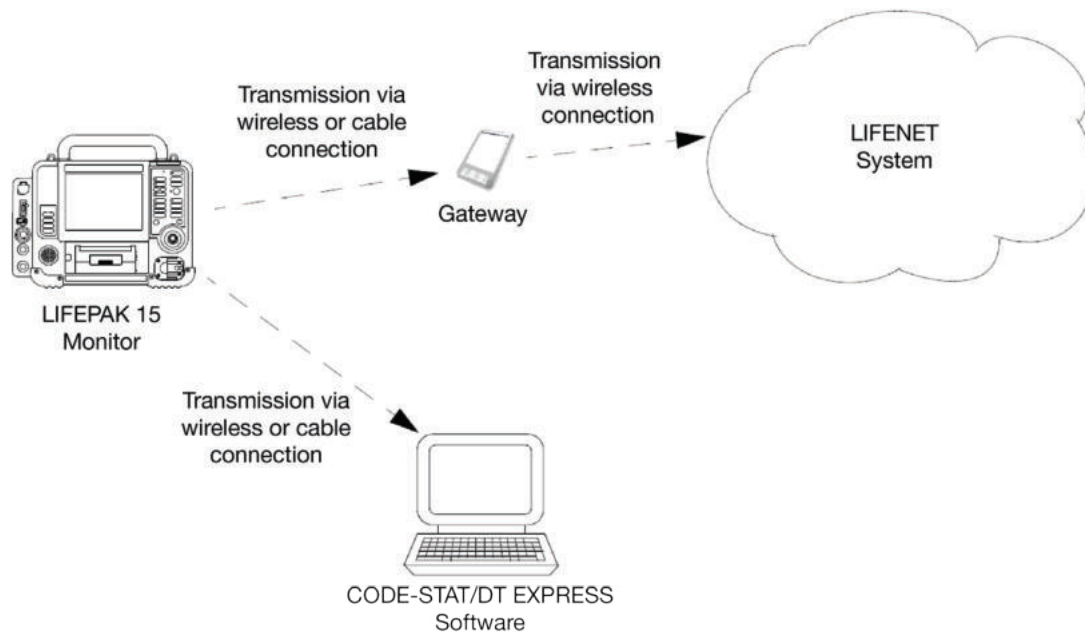 Transmission
via wireless
connection
Transmission via
wireless or cable
connection
LIFENET
System
Gateway
LIFEPAK 15
Monitor
Transmission via
wireless or cable
connection
CODE-STAT/DT EXPRESS
Software